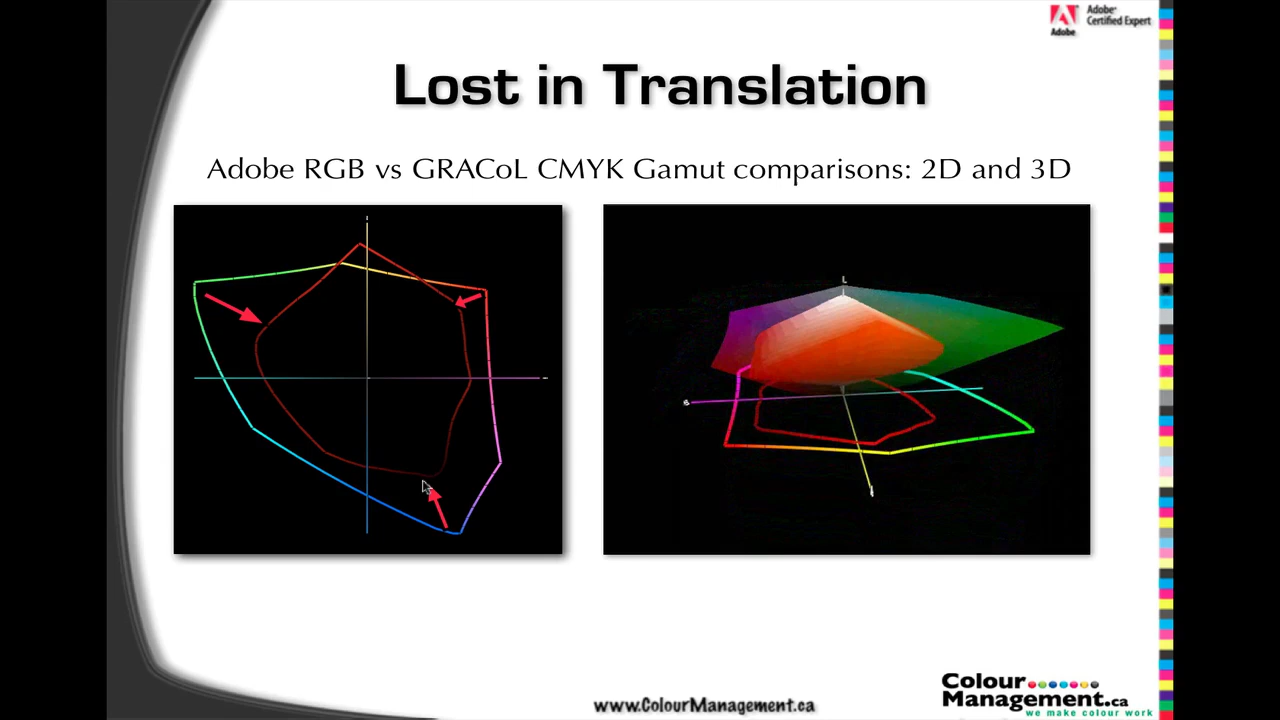 Adobe
Adobe®
Certified Expert
Lost in Translation
Adobe RGB vs GRACoL CMYK Gamut comparisons: 2D and 3D
L
Colour
Management.ca
we make colour work
www.ColourManagement.ca